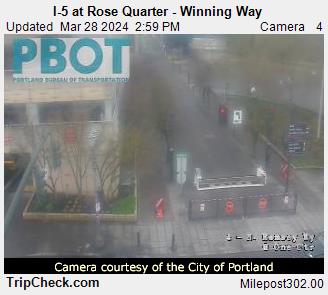 I-5 at Rose Quarter - Winning Way
Updated Mar 28 2024 2:59 PM Camera 4
PBOT
PORTLAND BUREAU OF TRANSPORTATION
Camera courtesy of the City of Portland
TripCheck.com Milepost302.00